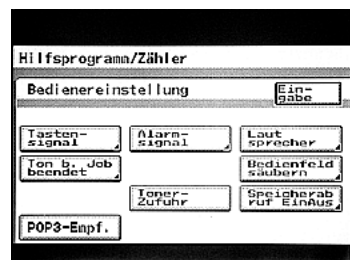 Hilfsprogramm/Zähler
Bedienereinstellung
Ein-
gabe
Tasten-
signal
Alarm-
signal
Laut
sprecher
Ton b. Job
beendet
Bedienfeld
säubern
Toner-
Zufuhr
Speicherab
ruf EinAus
POP3-Empf.